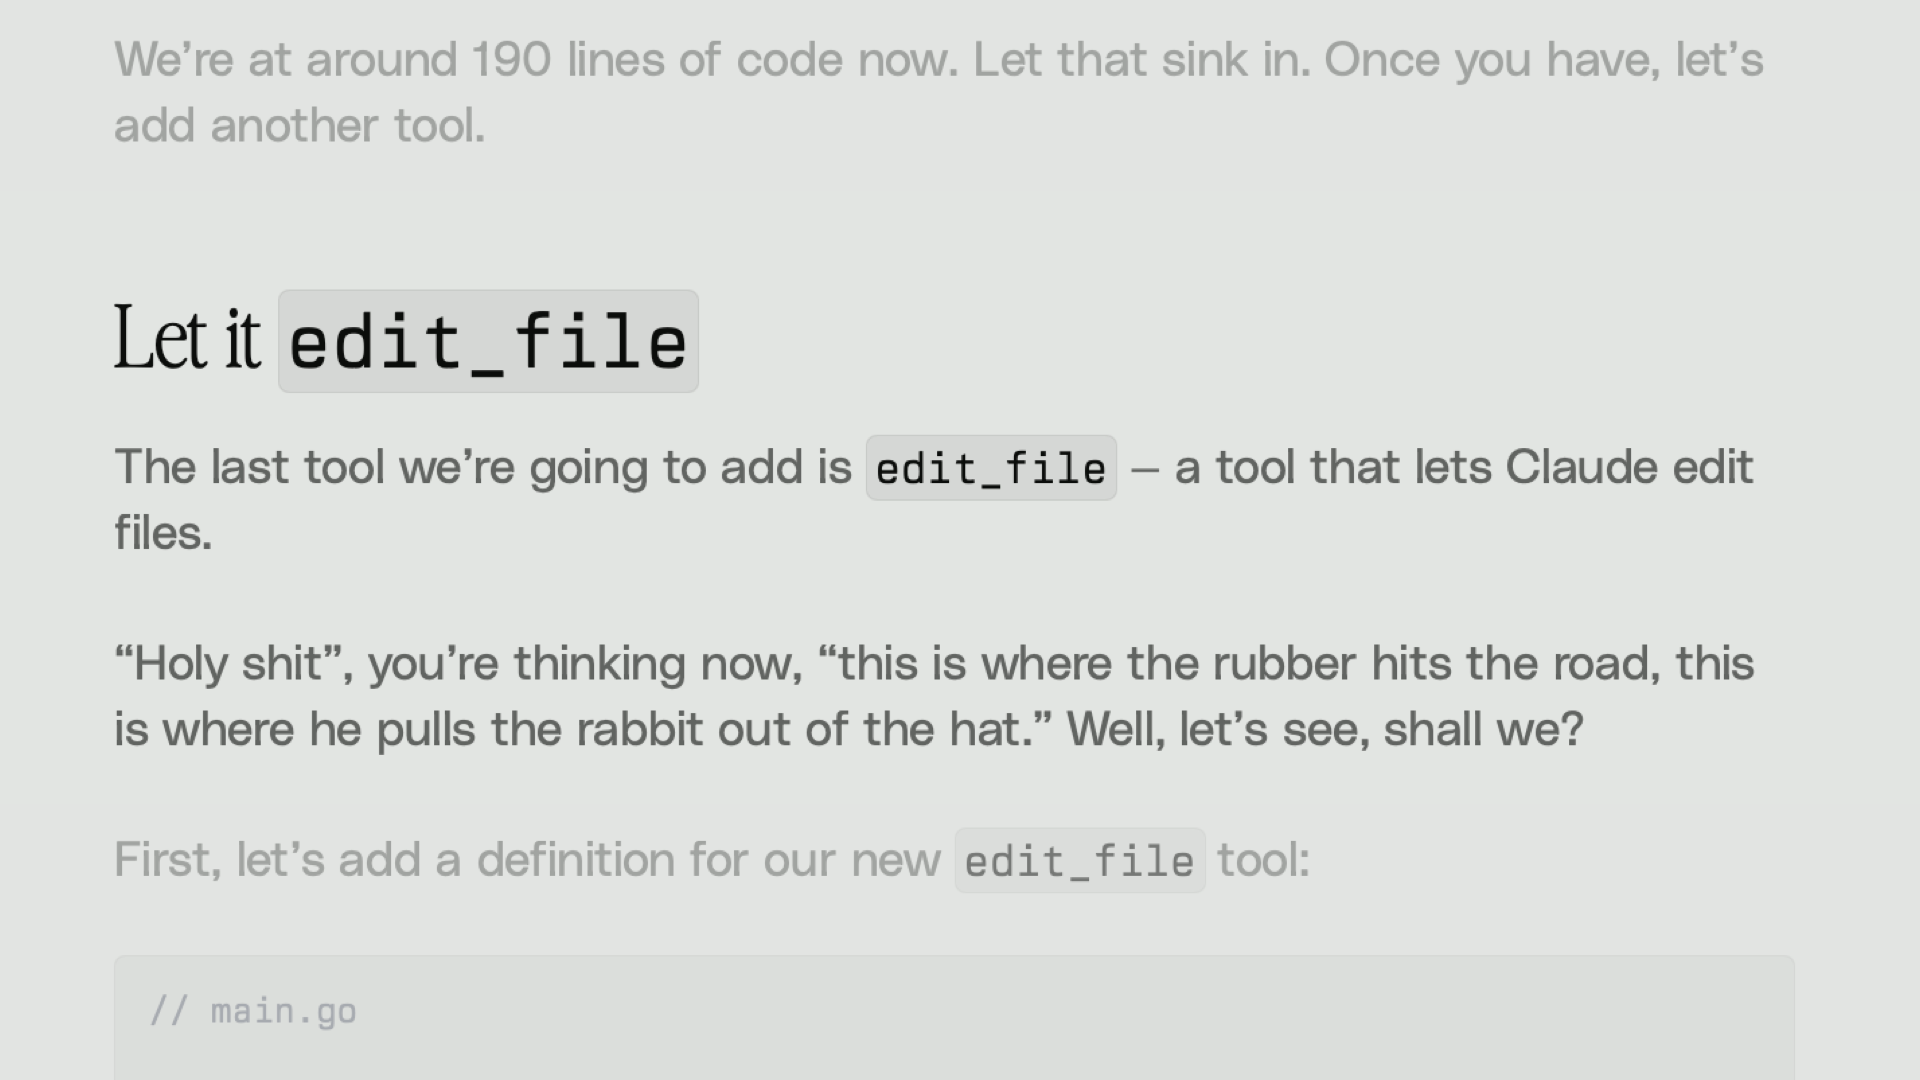 We’re at around 190 lines of code now. Let that sink in. Once you have, let’s
add another tool.
Let it edit_file
The last tool we’re going to add is edit_file – a tool that lets Claude edit
files.
“Holy shit”, you’re thinking now, “this is where the rubber hits the road, this
is where he pulls the rabbit out of the hat.” Well, let’s see, shall we?
First, let’s add a definition for our new edit_file tool:
// main.go